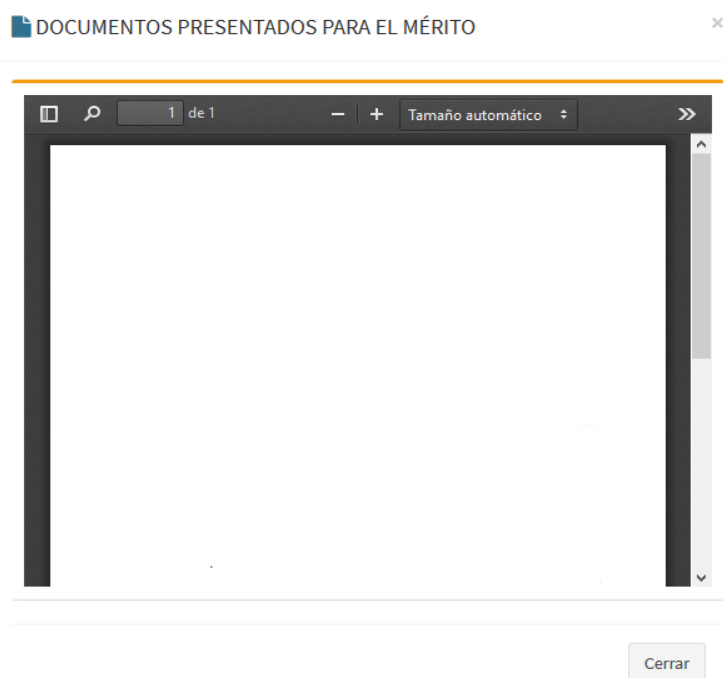 DOCUMENTOS PRESENTADOS PARA EL MÉRITO
1 de 1
Tamaño automático
Cerrar